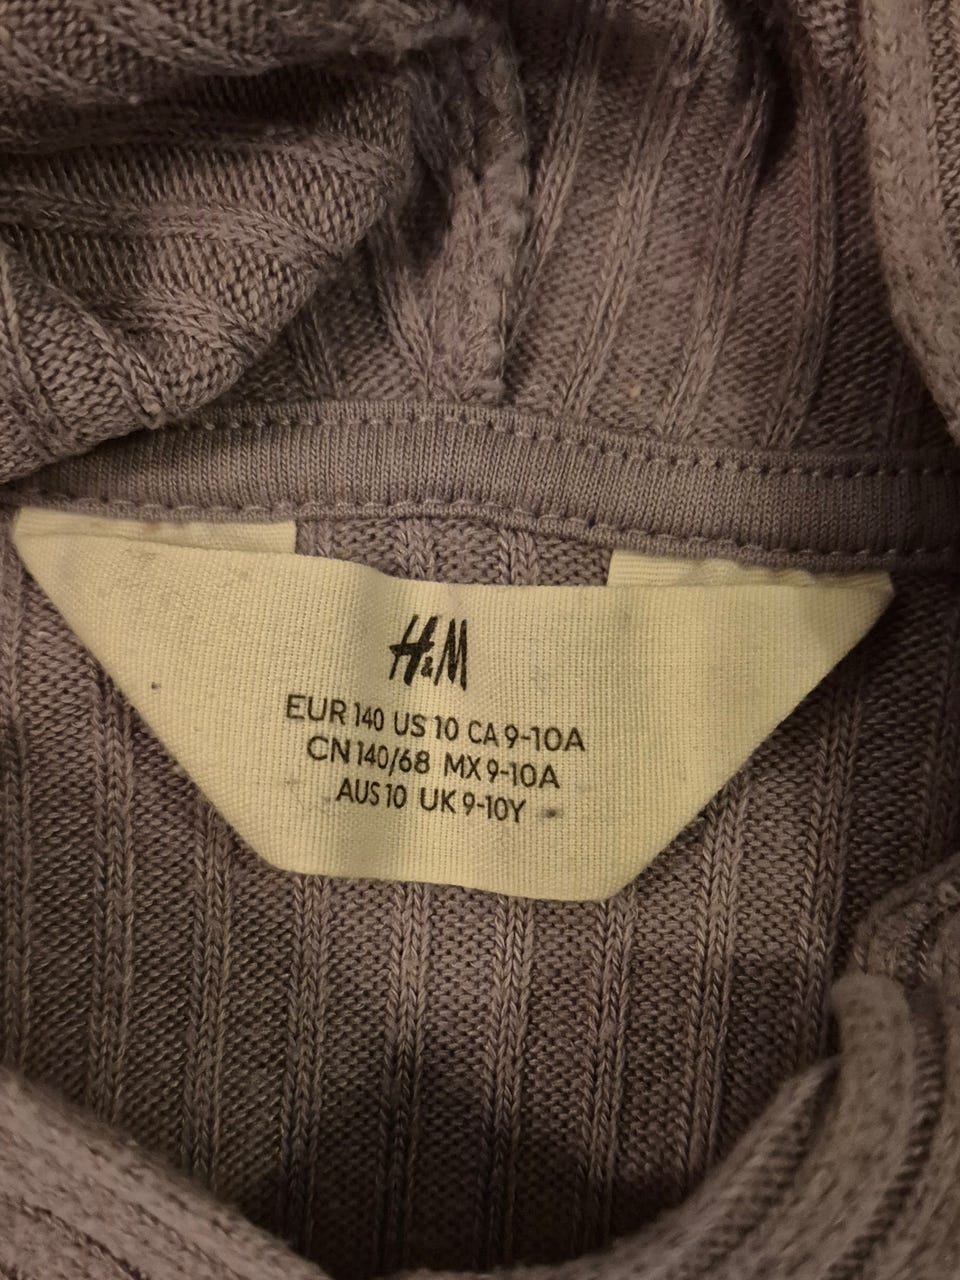 H&M
EUR 140 US 10 CA 9-10A
CN 140/68 MX 9-10A
AUS 10 UK 9-10Y